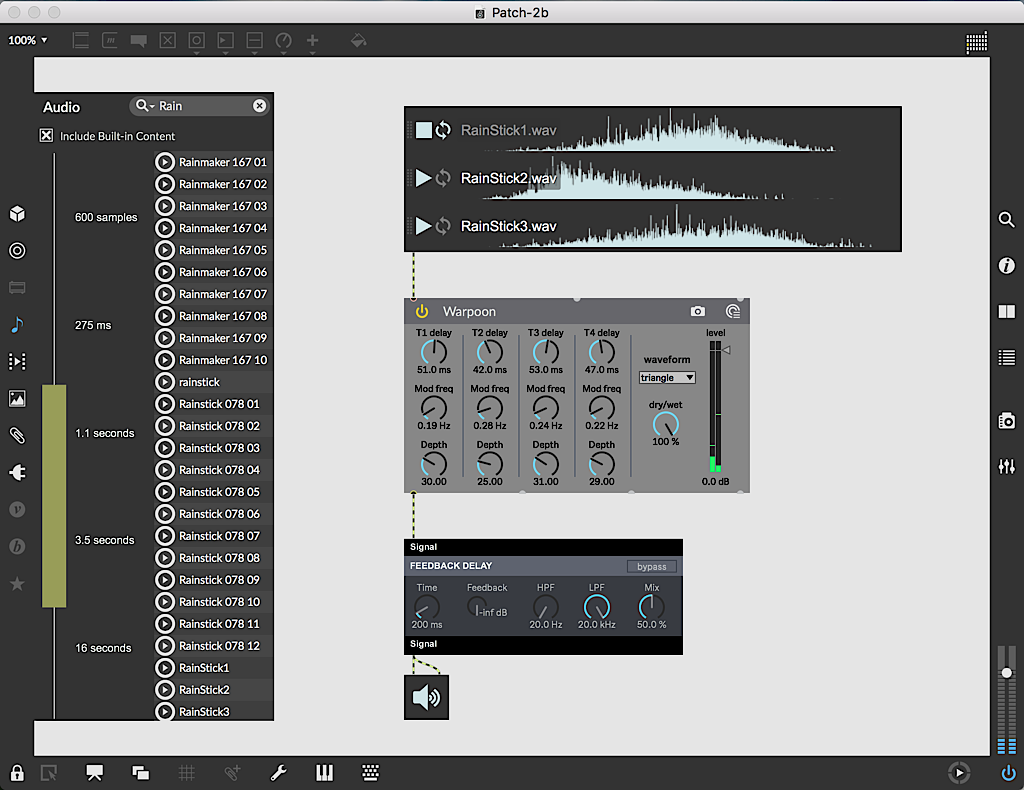 Patch-2b
100%
Audio
Rain
Include Built-in Content
600 samples
275 ms
1.1 seconds
3.5 seconds
16 seconds
Rainmaker 167 01
Rainmaker 167 02
Rainmaker 167 03
Rainmaker 167 04
Rainmaker 167 05
Rainmaker 167 06
Rainmaker 167 07
Rainmaker 167 08
Rainmaker 167 09
Rainmaker 167 10
rainstick
Rainstick 078 01
Rainstick 078 02
Rainstick 078 03
Rainstick 078 04
Rainstick 078 05
Rainstick 078 06
Rainstick 078 07
Rainstick 078 08
Rainstick 078 09
Rainstick 078 10
Rainstick 078 11
Rainstick 078 12
RainStick1
RainStick2
RainStick3
RainStick1.wav
RainStick2.wav
RainStick3.wav
Warpoon
T1 delay T2 delay T3 delay T4 delay level
51.0 ms 42.0 ms 53.0 ms 47.0 ms
waveform
triangle
Mod freq Mod freq Mod freq Mod freq
0.19 Hz 0.28 Hz 0.24 Hz 0.22 Hz
dry/wet
100 %
Depth Depth Depth Depth
30.00 25.00 31.00 29.00 0.0 dB
Signal
FEEDBACK DELAY bypass
Time Feedback HPF LPF Mix
-inf dB
200 ms 20.0 Hz 20.0 kHz 50.0 %
Signal